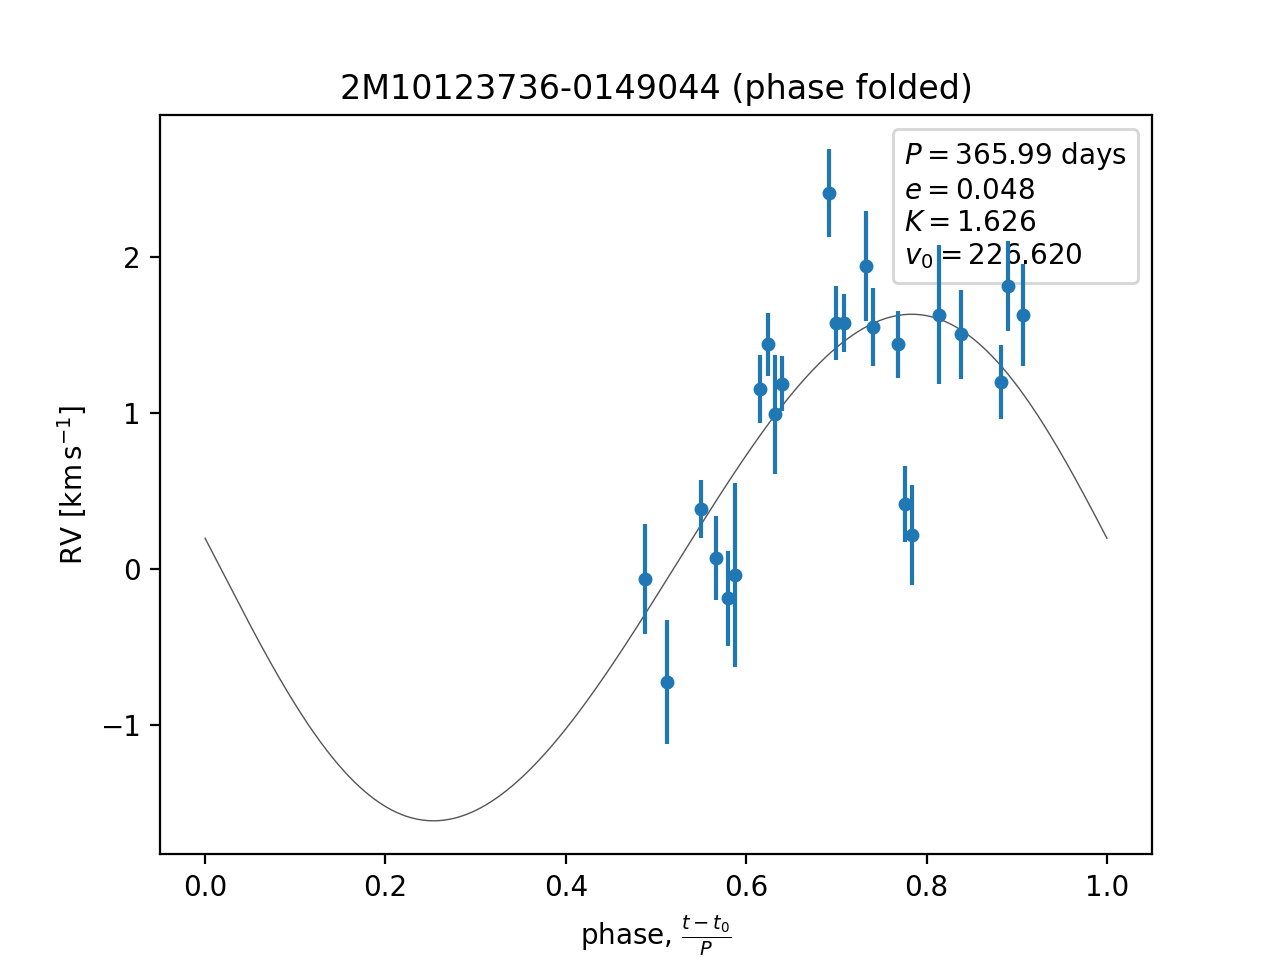 2M10123736-0149044 (phase folded)
P = 365.99 days
e = 0.048
K = 1.626
v₀ = 226.620
RV [km s⁻¹]
2
1
0
−1
0.0 0.2 0.4 0.6 0.8 1.0
phase, (t − t₀)/P